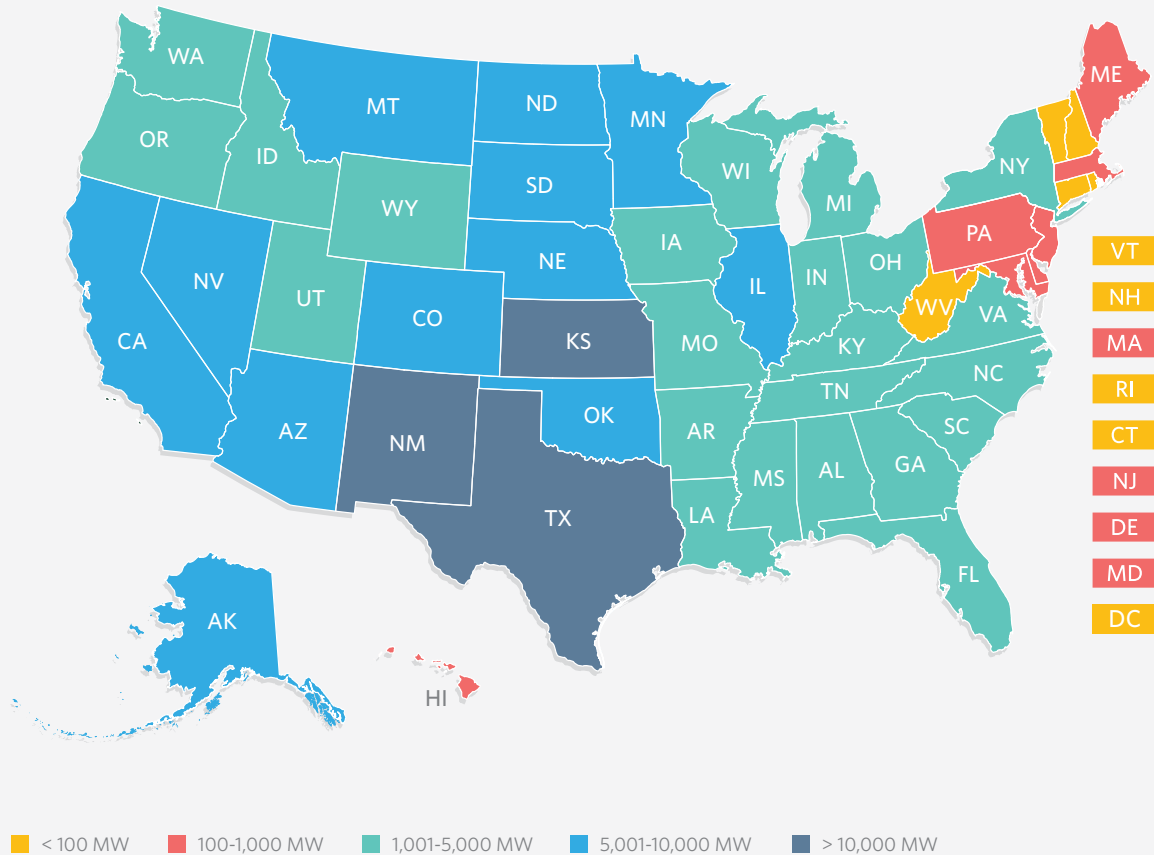 WA
ME
MT
ND
MN
OR
ID
NY
WI
SD
MI
WY
PA
IA
VT
NE
OH
NV
IN
IL
UT
NH
WV
VA
CO
CA
KS
MO
MA
KY
NC
RI
TN
OK
SC
AZ
AR
CT
NM
GA
AL
MS
NJ
LA
TX
DE
FL
MD
AK
DC
HI
< 100 MW
100-1,000 MW
1,001-5,000 MW
5,001-10,000 MW
> 10,000 MW